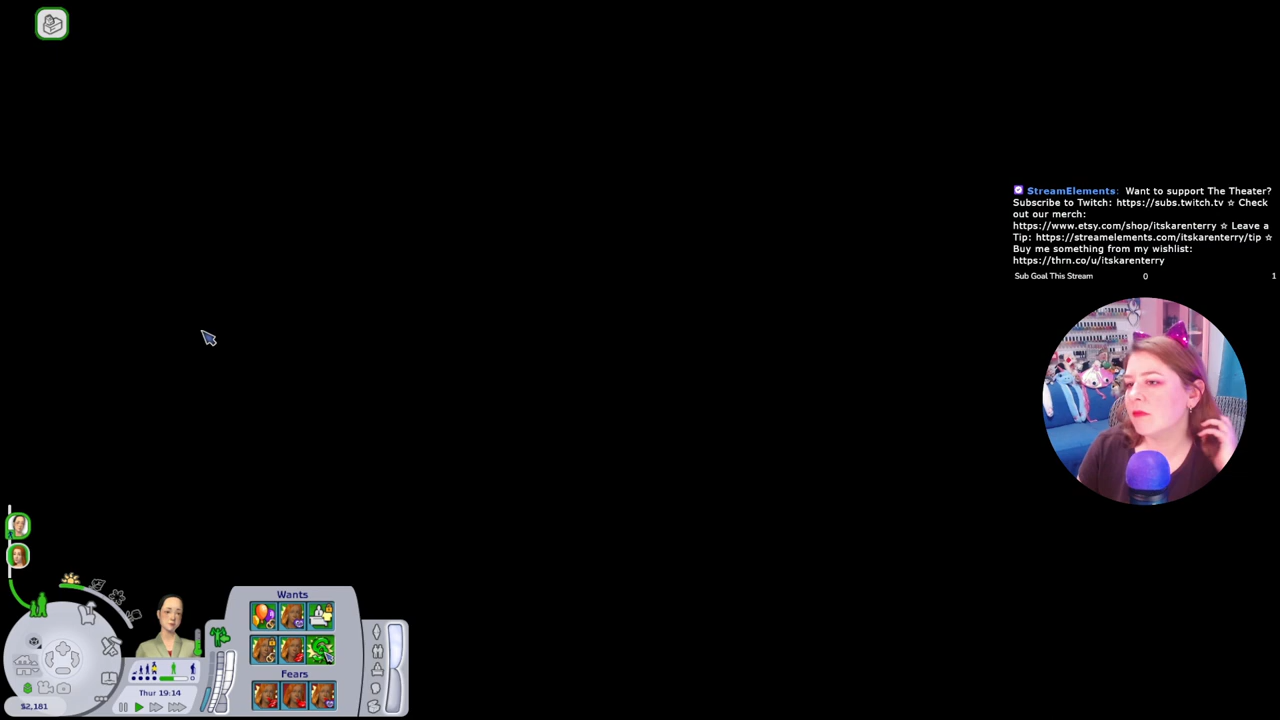 StreamElements: Want to support The Theater?
Subscribe to Twitch: https://subs.twitch.tv ☆ Check
out our merch:
https://www.etsy.com/shop/itskarenterry ☆ Leave a
Tip: https://streamelements.com/itskarenterry/tip ☆
Buy me something from my wishlist:
https://thrn.co/u/itskarenterry
Sub Goal This Stream 0 1
Wants
Fears
Thur 19:14
$2,181